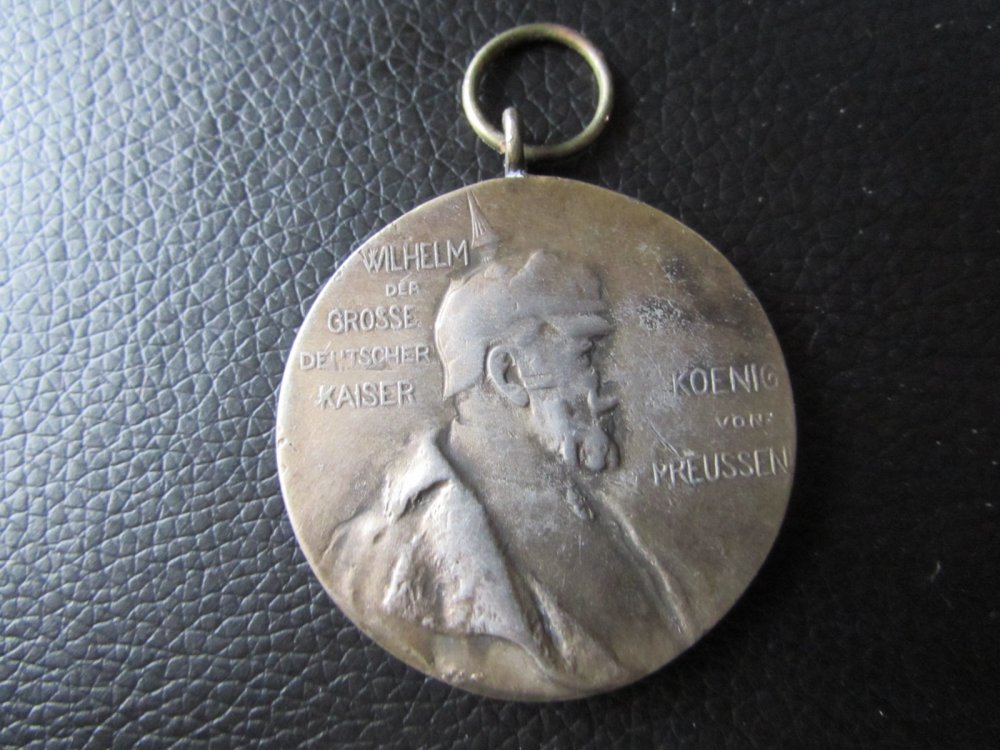 WILHELM
DER
GROSSE
DEUTSCHER
KAISER
KOENIG
VON
PREUSSEN